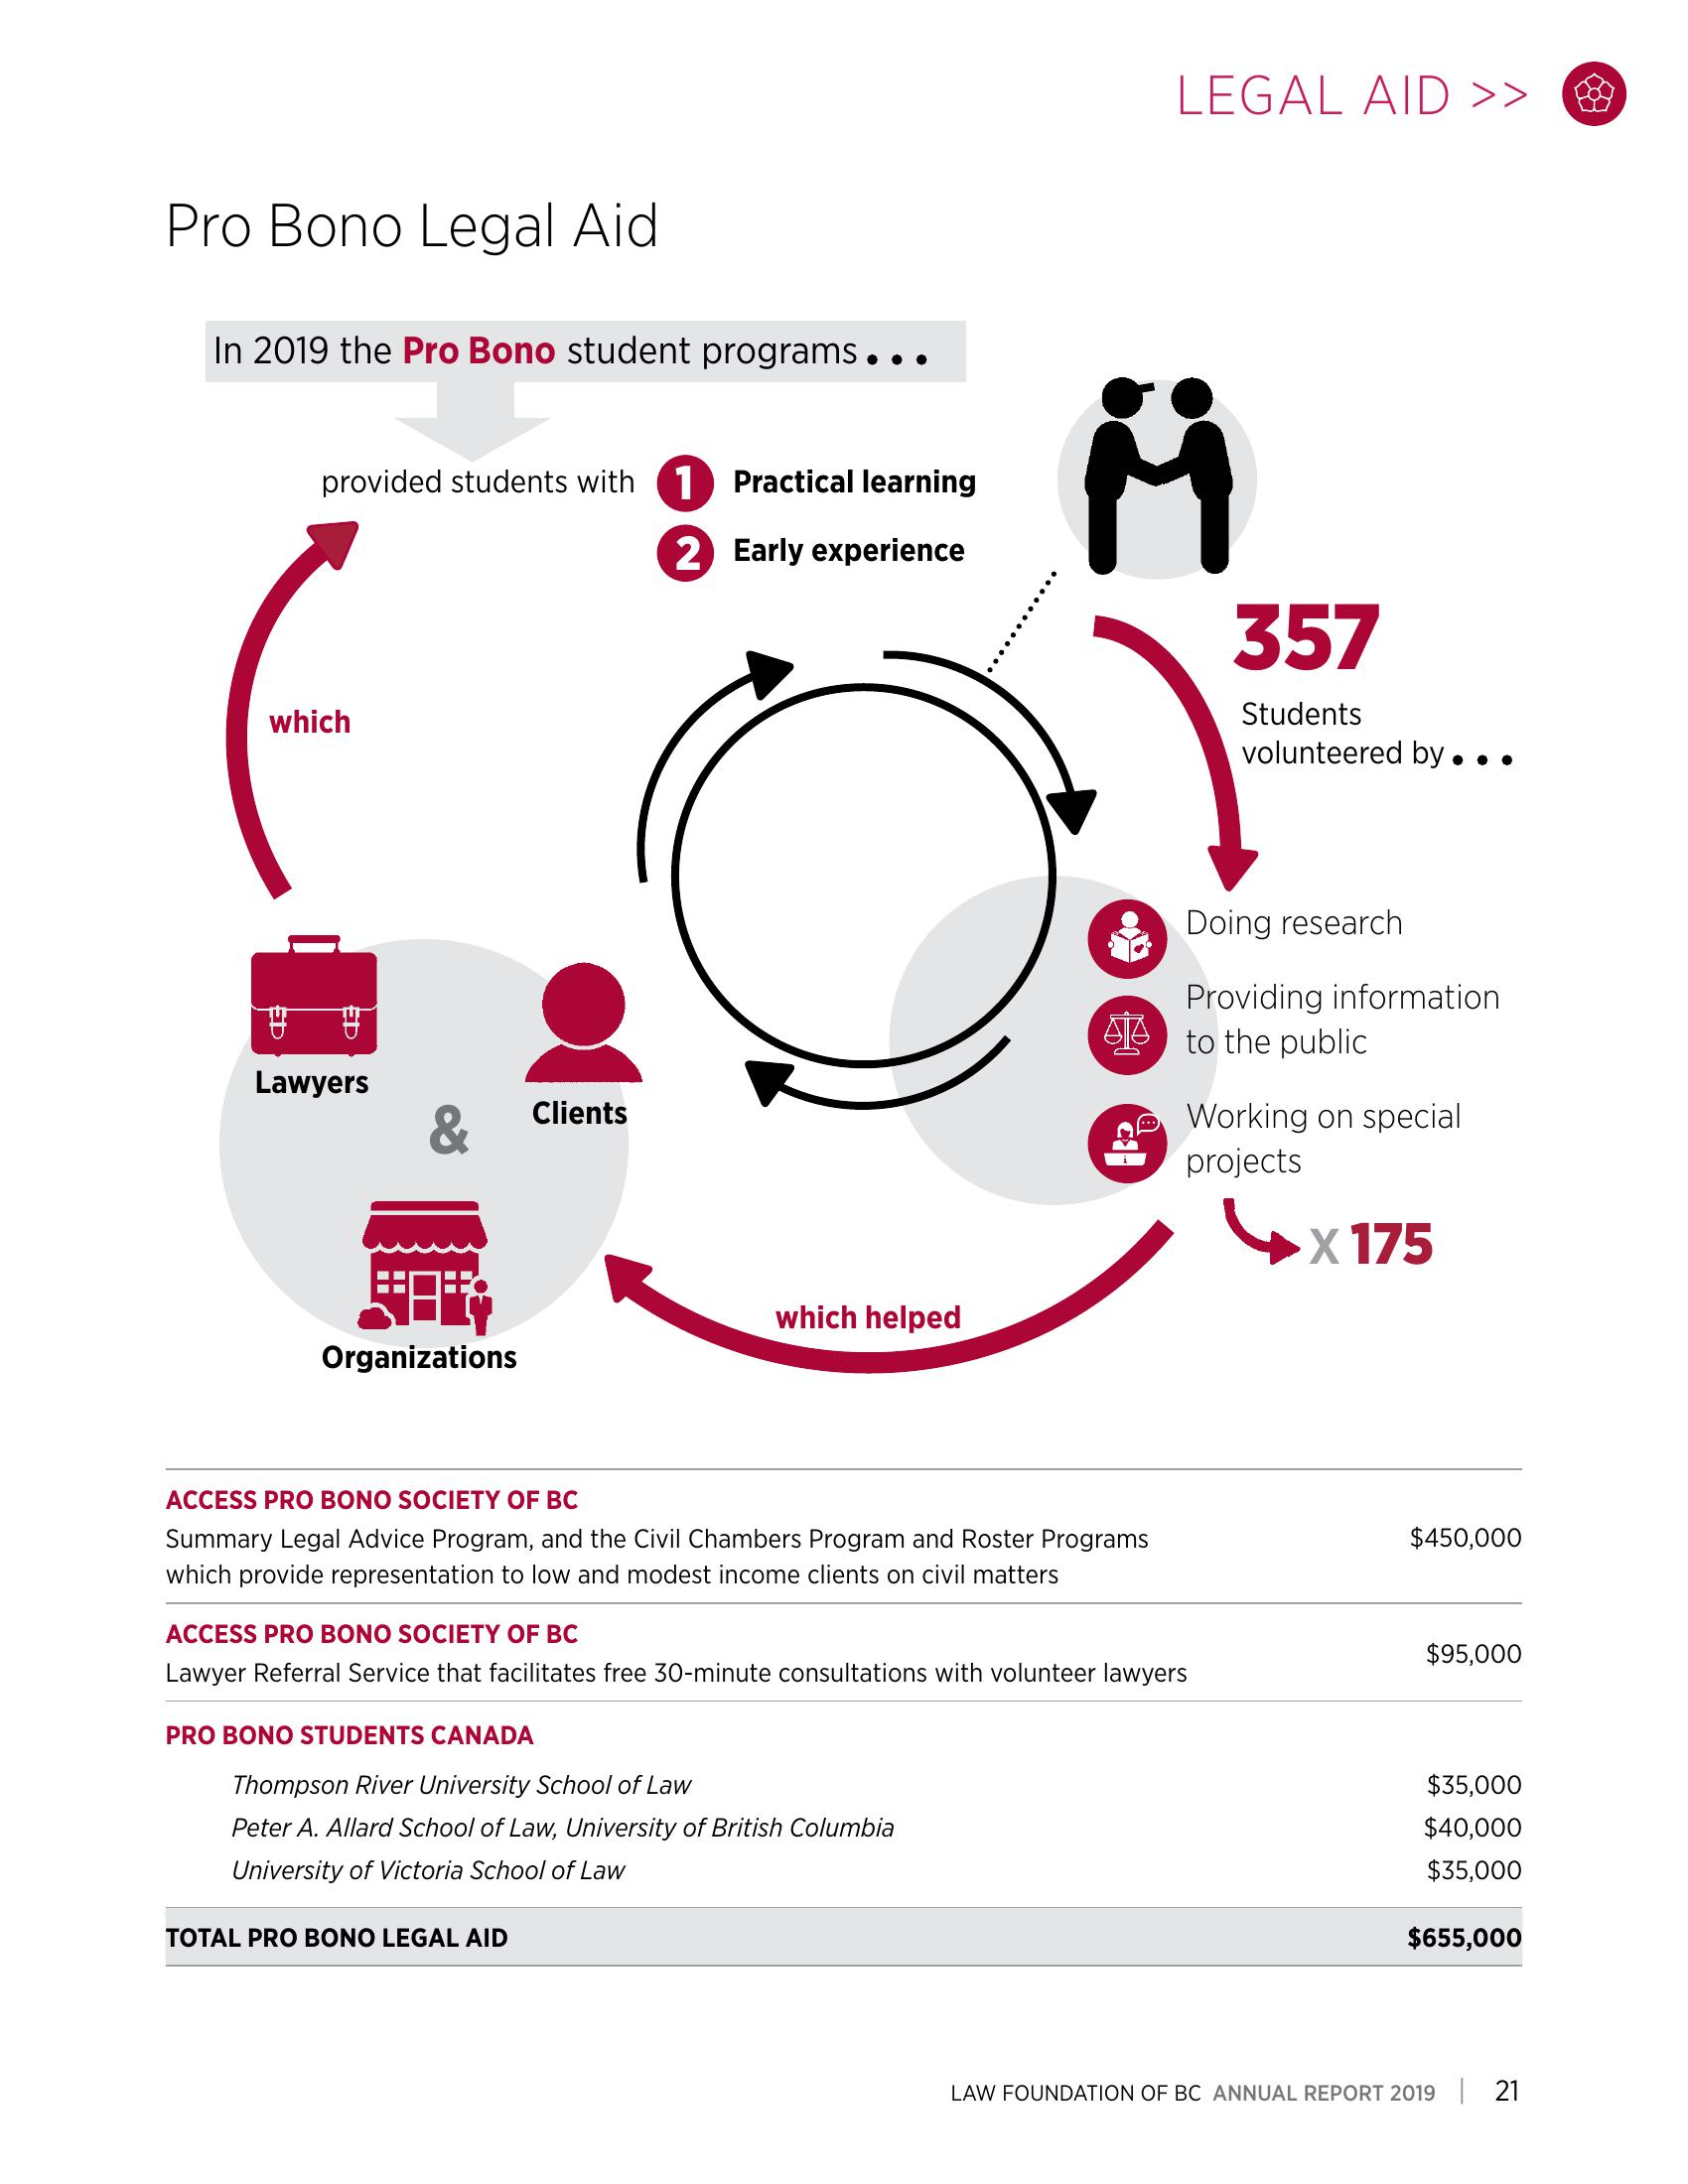 LEGAL AID >>
Pro Bono Legal Aid
In 2019 the Pro Bono student programs...
provided students with
1 Practical learning
2 Early experience
357
Students
volunteered by...
which
Doing research
Providing information
to the public
Working on special
projects
X 175
Lawyers
&
Clients
Organizations
which helped
ACCESS PRO BONO SOCIETY OF BC
Summary Legal Advice Program, and the Civil Chambers Program and Roster Programs $450,000
which provide representation to low and modest income clients on civil matters
ACCESS PRO BONO SOCIETY OF BC
Lawyer Referral Service that facilitates free 30-minute consultations with volunteer lawyers $95,000
PRO BONO STUDENTS CANADA
Thompson River University School of Law $35,000
Peter A. Allard School of Law, University of British Columbia $40,000
University of Victoria School of Law $35,000
TOTAL PRO BONO LEGAL AID $655,000
LAW FOUNDATION OF BC ANNUAL REPORT 2019 | 21